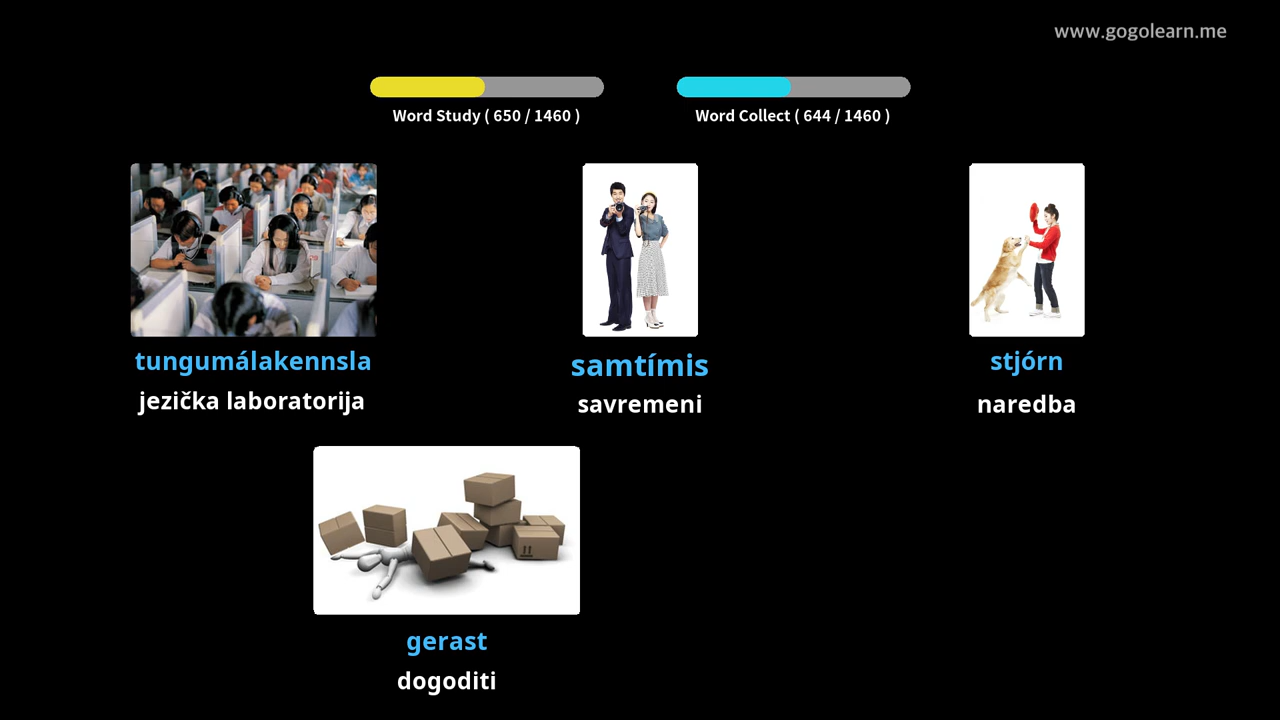 www.gogolearn.me
Word Study ( 650 / 1460 )
Word Collect ( 644 / 1460 )
tungumálakennsla
jezička laboratorija
samtímis
savremeni
stjórn
naredba
gerast
dogoditi